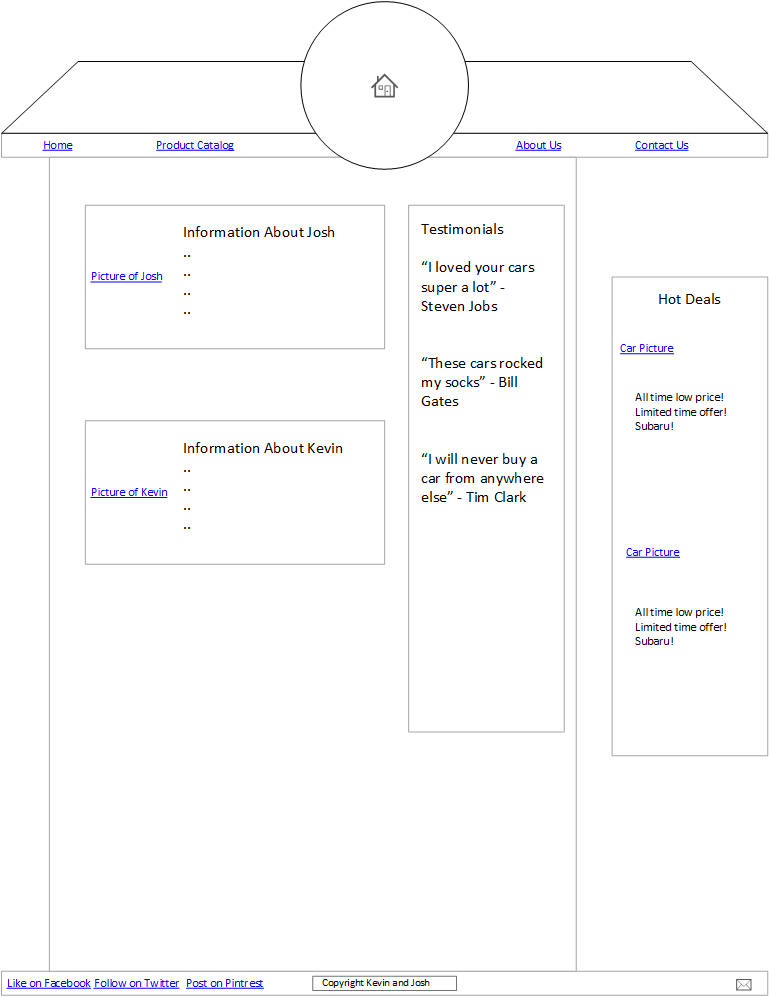 Home
Product Catalog
About Us
Contact Us
Information About Josh
..
..
..
..
Picture of Josh
Information About Kevin
..
..
..
..
Picture of Kevin
Testimonials
“I loved your cars
super a lot” -
Steven Jobs
“These cars rocked
my socks” - Bill
Gates
“I will never buy a
car from anywhere
else” - Tim Clark
Hot Deals
Car Picture
All time low price!
Limited time offer!
Subaru!
Car Picture
All time low price!
Limited time offer!
Subaru!
Like on Facebook
Follow on Twitter
Post on Pintrest
Copyright Kevin and Josh